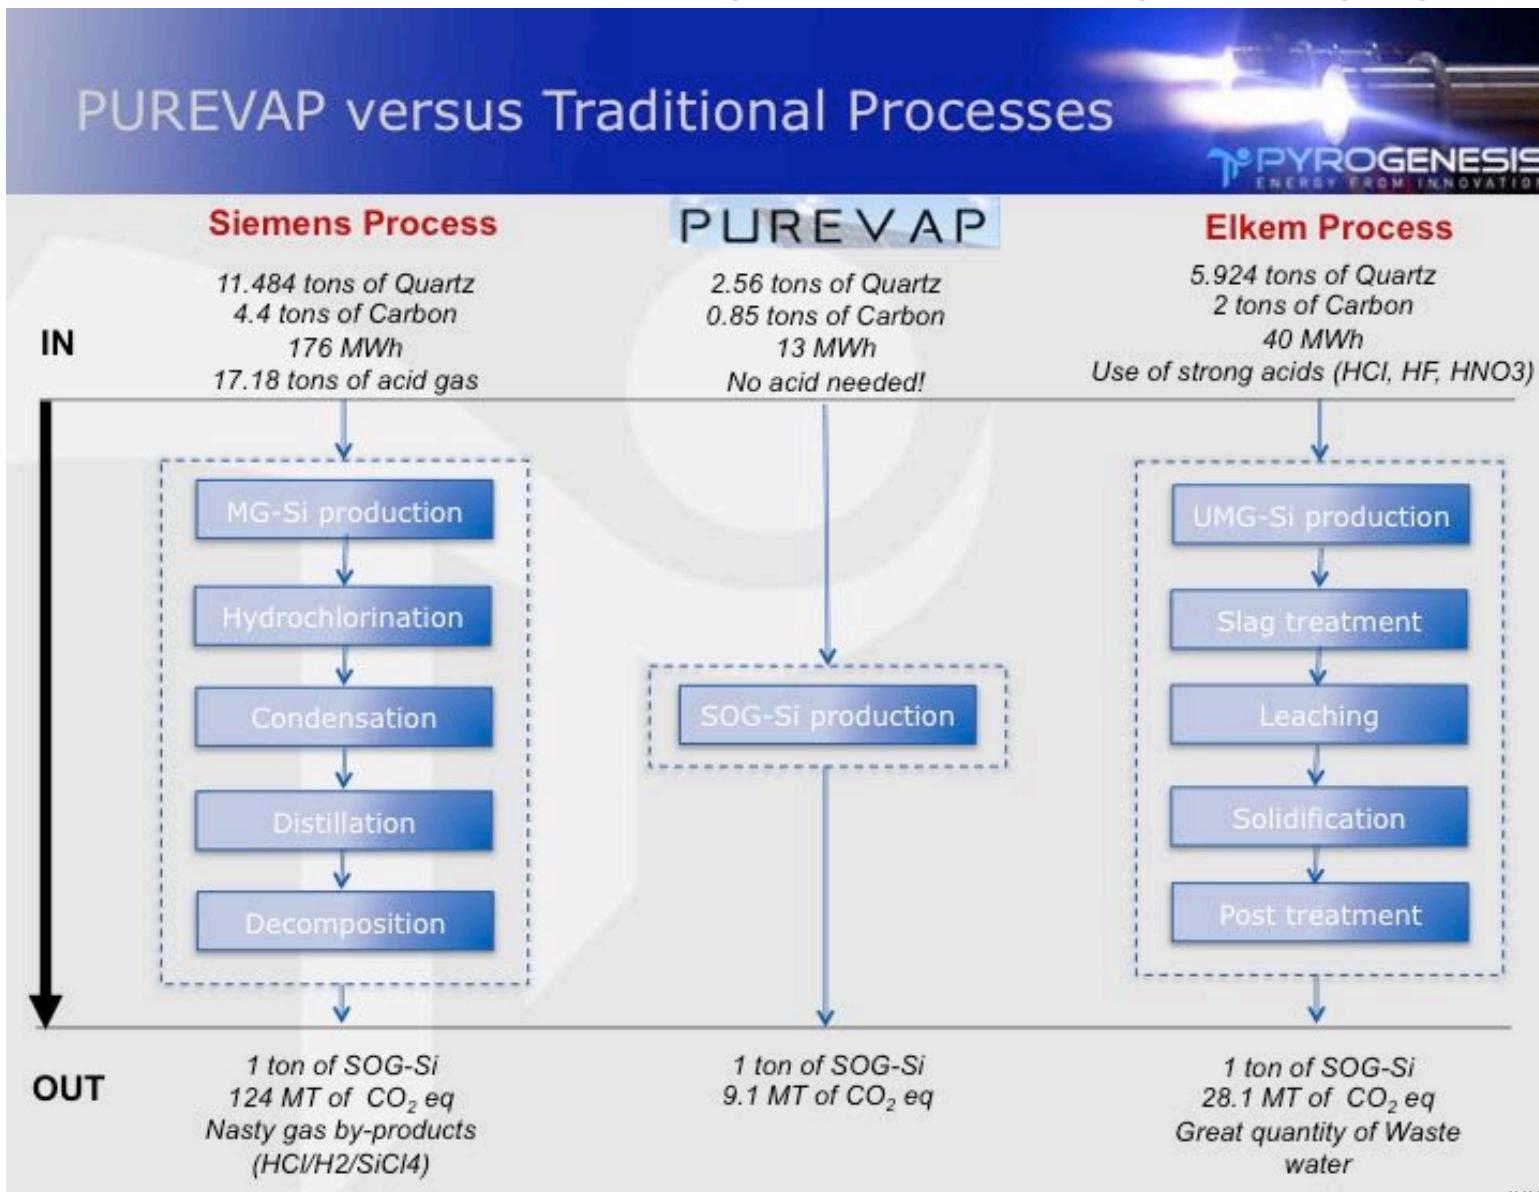 PUREVAP versus Traditional Processes
PYROGENESIS
ENERGY FROM INNOVATION
Siemens Process
11.484 tons of Quartz
4.4 tons of Carbon
176 MWh
17.18 tons of acid gas
PUREVAP
2.56 tons of Quartz
0.85 tons of Carbon
13 MWh
No acid needed!
Elkem Process
5.924 tons of Quartz
2 tons of Carbon
40 MWh
Use of strong acids (HCl, HF, HNO3)
IN
MG-Si production
Hydrochlorination
Condensation
Distillation
Decomposition
SOG-Si production
UMG-Si production
Slag treatment
Leaching
Solidification
Post treatment
OUT
1 ton of SOG-Si
124 MT of CO₂ eq
Nasty gas by-products
(HCl/H2/SiCl4)
1 ton of SOG-Si
9.1 MT of CO₂ eq
1 ton of SOG-Si
28.1 MT of CO₂ eq
Great quantity of Waste
water